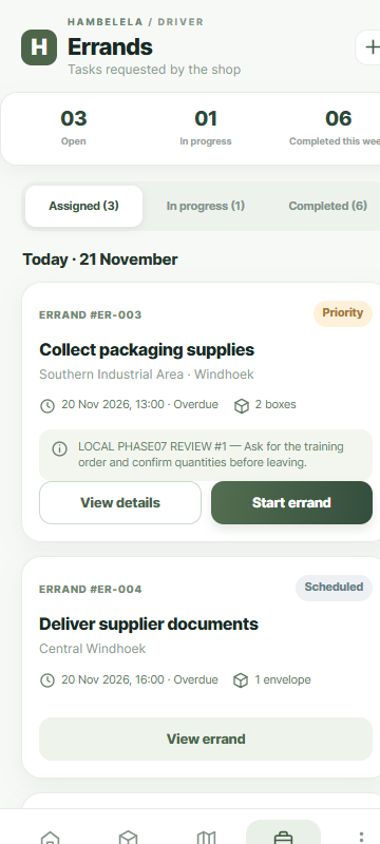 HAMBELELA / DRIVER
H
Errands
Tasks requested by the shop
03
Open
01
In progress
06
Completed this wee
Assigned (3)
In progress (1)
Completed (6)
Today · 21 November
ERRAND #ER-003
Priority
Collect packaging supplies
Southern Industrial Area · Windhoek
20 Nov 2026, 13:00 · Overdue
2 boxes
LOCAL PHASE07 REVIEW #1 — Ask for the training
order and confirm quantities before leaving.
View details
Start errand
ERRAND #ER-004
Scheduled
Deliver supplier documents
Central Windhoek
20 Nov 2026, 16:00 · Overdue
1 envelope
View errand